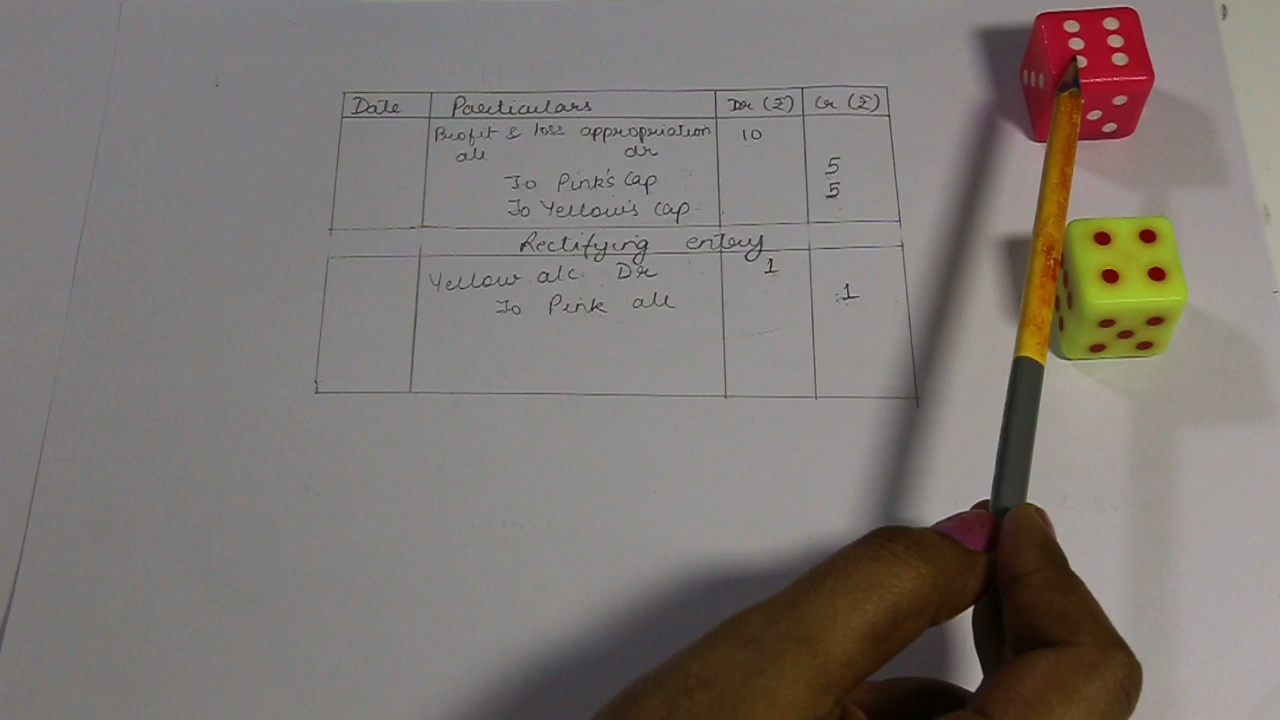 Date Particulars Dr (₹) Cr (₹)
Profit & loss appropriation 10
a/c dr
5
To Pink's Cap
5
To Yellow's Cap
Rectifying entry
Yellow a/c Dr 1
To Pink a/c 1